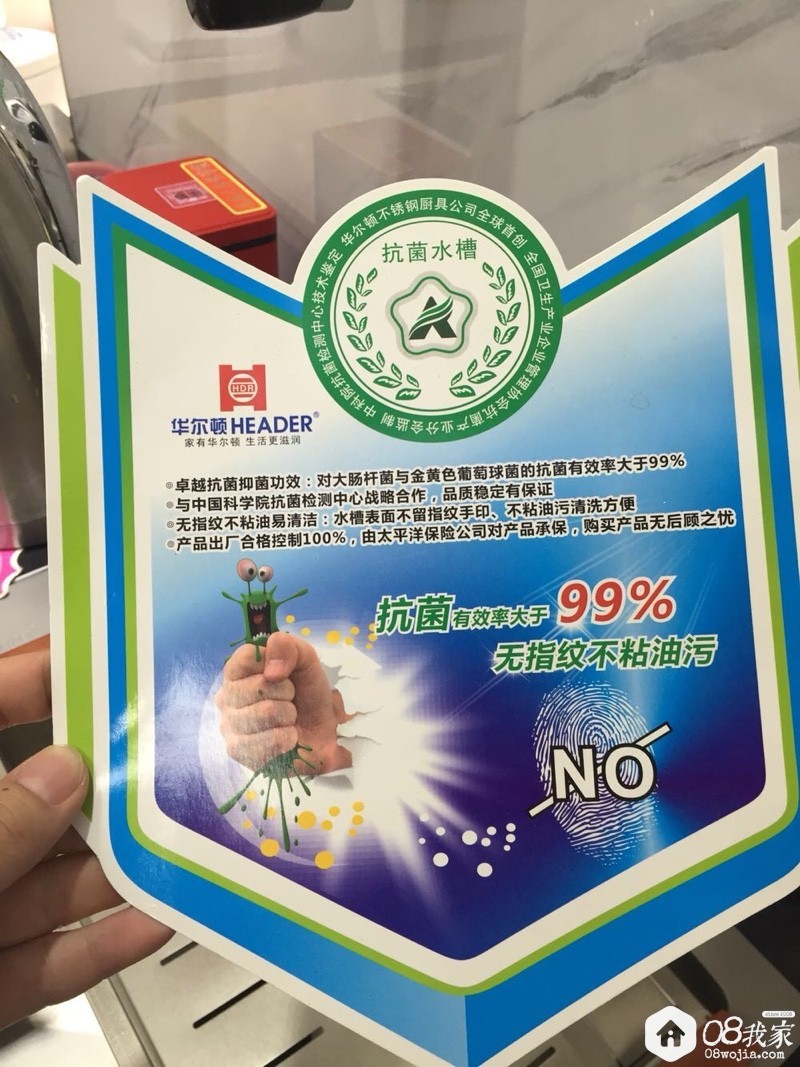 华尔顿不锈钢厨具公司全球首创 全国卫生产业企业管理协会抗菌产业分会监制 中科院抗菌检测中心技术鉴定
抗菌水槽
HDR
华尔顿HEADER®
家有华尔顿 生活更滋润
卓越抗菌抑菌功效：对大肠杆菌与金黄色葡萄球菌的抗菌有效率大于99%
与中国科学院抗菌检测中心战略合作，品质稳定有保证
无指纹不粘油易清洁：水槽表面不留指纹手印、不粘油污清洗方便
产品出厂合格控制100%，由太平洋保险公司对产品承保，购买产品无后顾之忧
抗菌有效率大于99%
无指纹不粘油污
NO
08我家
08wojia.com